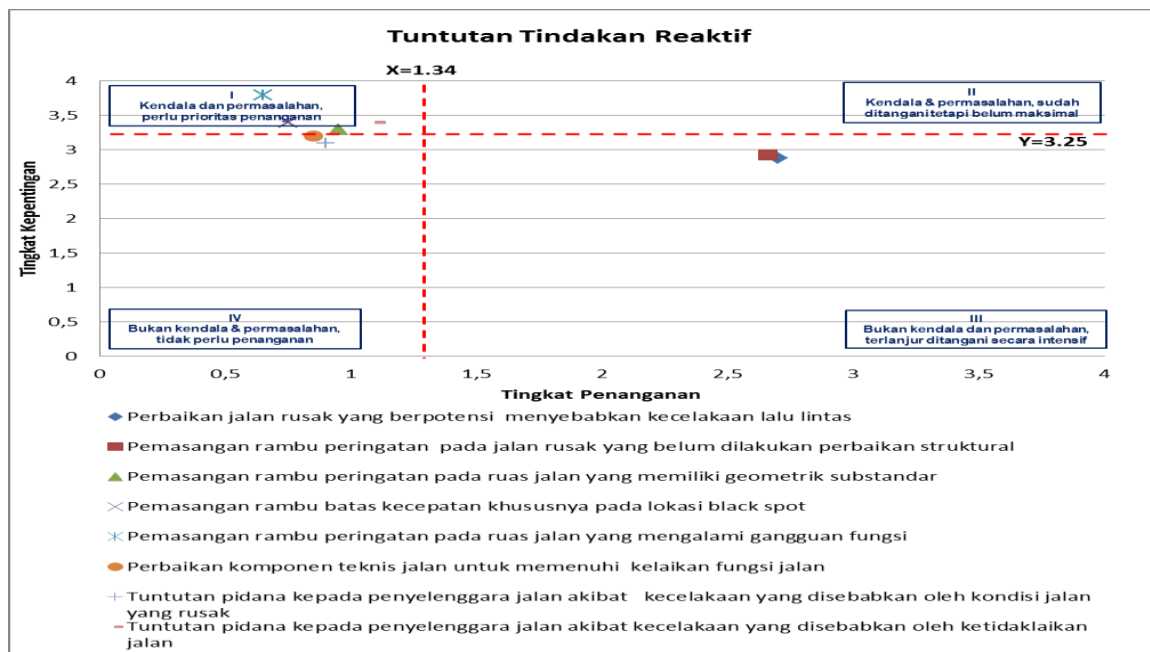 Tuntutan Tindakan Reaktif
X=1.34
4
3,5
3
2,5
2
1,5
1
0,5
0
Tingkat Kepentingan
I
Kendala dan permasalahan,
perlu prioritas penanganan
II
Kendala & permasalahan, sudah
ditangani tetapi belum maksimal
Y=3.25
IV
Bukan kendala & permasalahan,
tidak perlu penanganan
III
Bukan kendala dan permasalahan,
terlanjur ditangani secara intensif
0 0,5 1 1,5 2 2,5 3 3,5 4
Tingkat Penanganan
Perbaikan jalan rusak yang berpotensi menyebabkan kecelakaan lalu lintas
Pemasangan rambu peringatan pada jalan rusak yang belum dilakukan perbaikan struktural
Pemasangan rambu peringatan pada ruas jalan yang memiliki geometrik substandar
Pemasangan rambu batas kecepatan khususnya pada lokasi black spot
Pemasangan rambu peringatan pada ruas jalan yang mengalami gangguan fungsi
Perbaikan komponen teknis jalan untuk memenuhi kelaikan fungsi jalan
Tuntutan pidana kepada penyelenggara jalan akibat kecelakaan yang disebabkan oleh kondisi jalan
yang rusak
Tuntutan pidana kepada penyelenggara jalan akibat kecelakaan yang disebabkan oleh ketidaklaikan
jalan